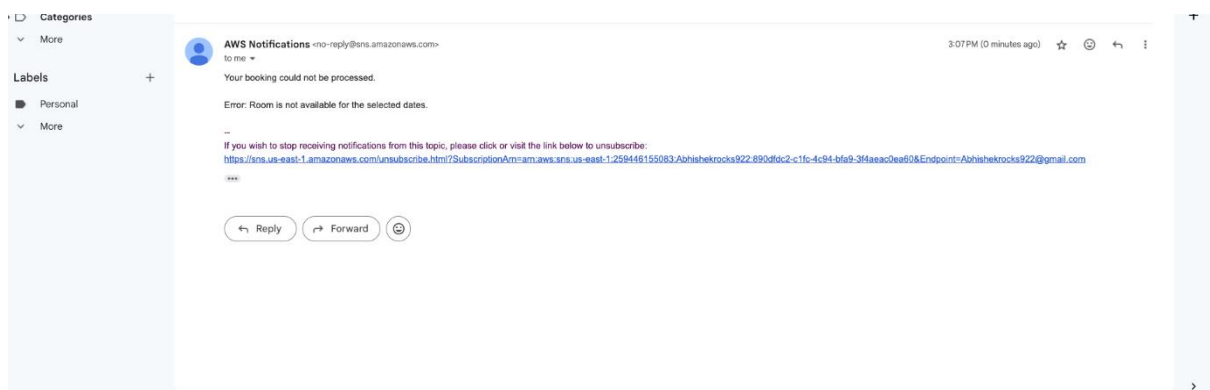 Categories
More
Labels
Personal
More
AWS Notifications <no-reply@sns.amazonaws.com>
3:07 PM (0 minutes ago)
to me
Your booking could not be processed.
Error: Room is not available for the selected dates.
--
If you wish to stop receiving notifications from this topic, please click or visit the link below to unsubscribe:
https://sns.us-east-1.amazonaws.com/unsubscribe.html?SubscriptionArn=arn:aws:sns:us-east-1:259446155083:Abhishekrocks922:890dfdc2-c1fc-4c94-bfa9-3f4aeac0ea60&Endpoint=Abhishekrocks922@gmail.com
Reply
Forward